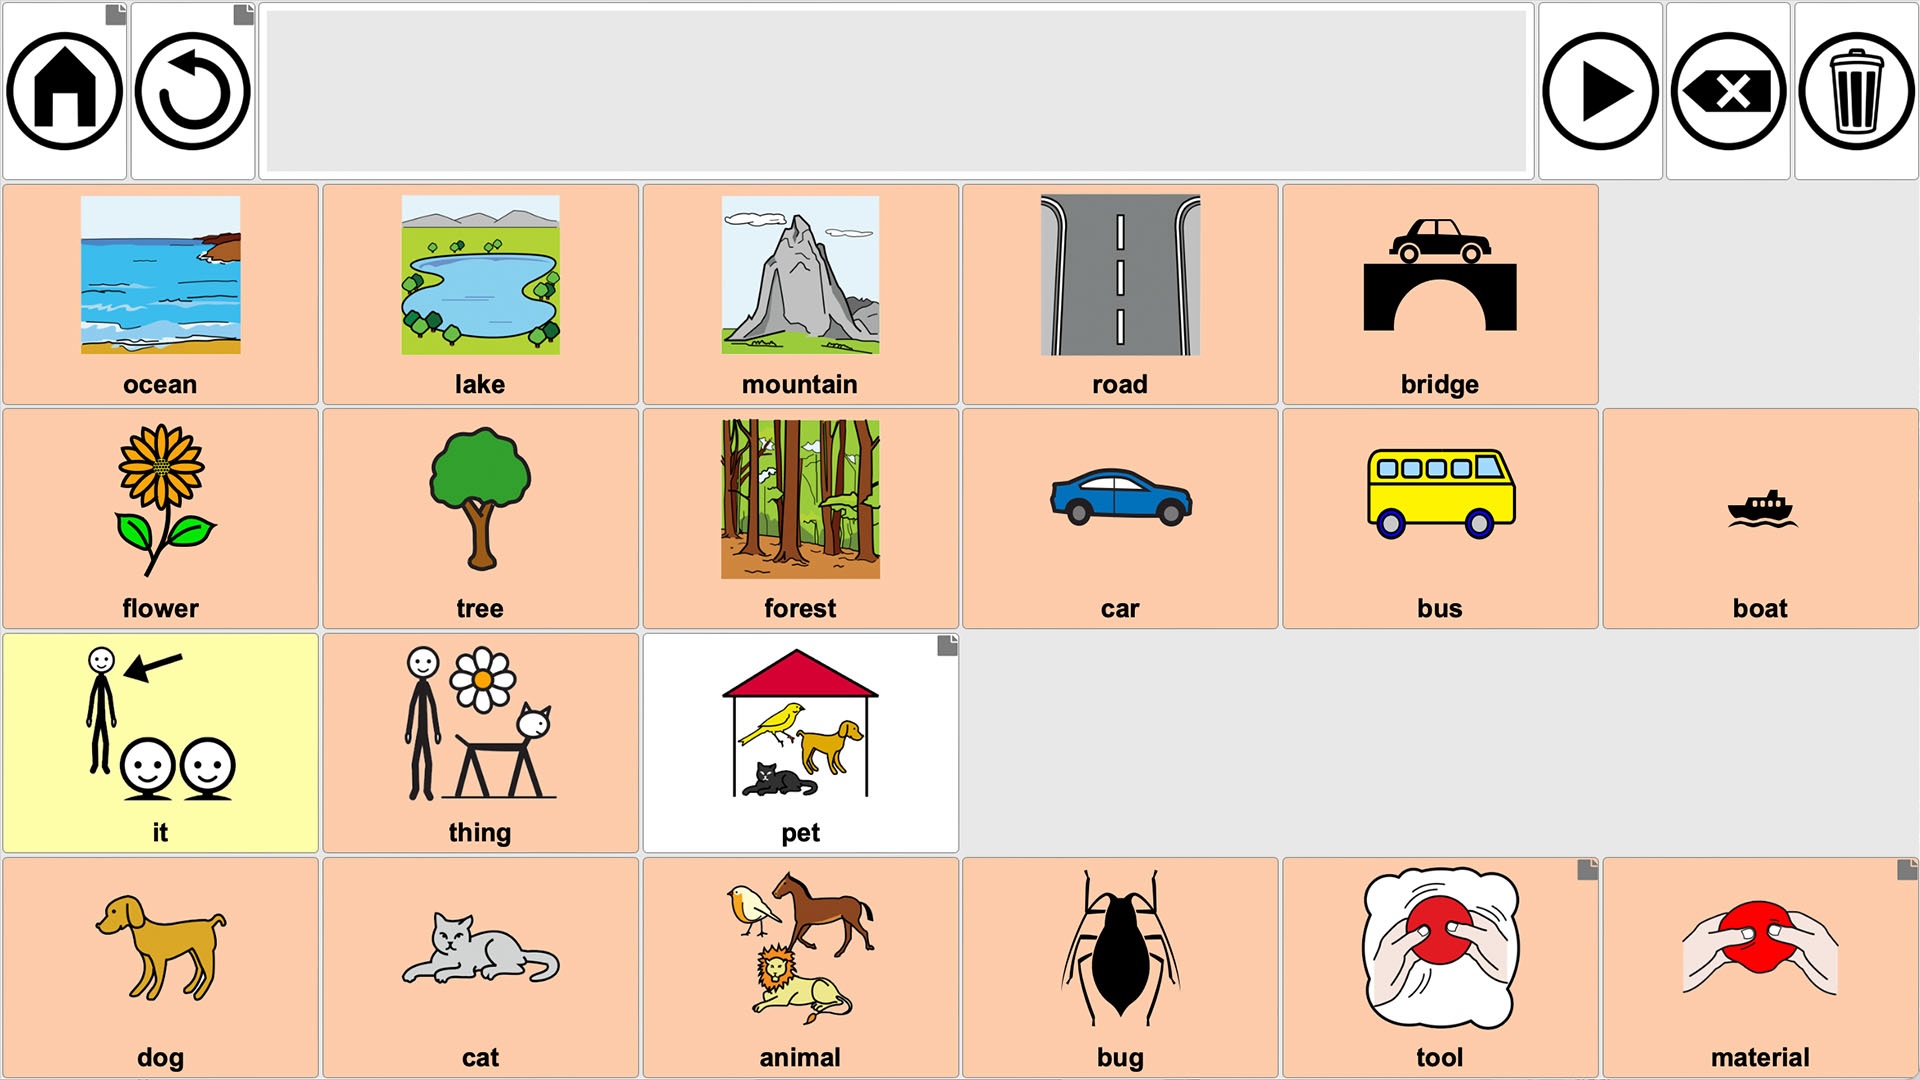 ocean
lake
mountain
road
bridge
flower
tree
forest
car
bus
boat
it
thing
pet
dog
cat
animal
bug
tool
material